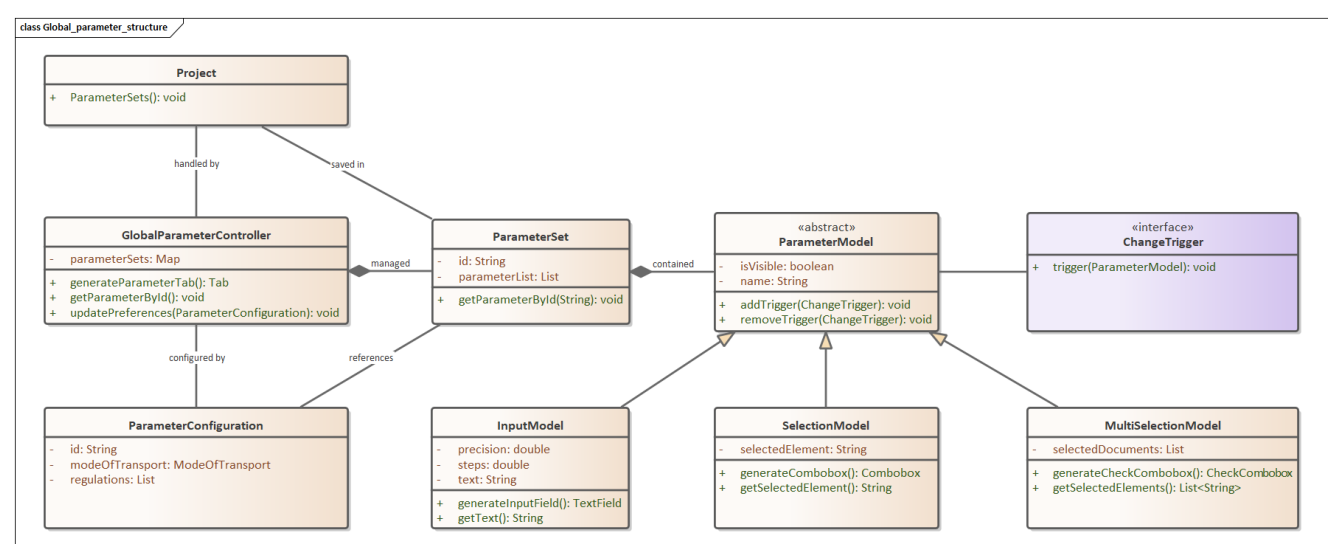 class Global_parameter_structure
Project
+ ParameterSets(): void
handled by
saved in
GlobalParameterController
- parameterSets: Map
+ generateParameterTab(): Tab
+ getParameterById(): void
+ updatePreferences(ParameterConfiguration): void
managed
ParameterSet
- id: String
- parameterList: List
+ getParameterById(String): void
contained
«abstract»
ParameterModel
- isVisible: boolean
- name: String
+ addTrigger(ChangeTrigger): void
+ removeTrigger(ChangeTrigger): void
«interface»
ChangeTrigger
+ trigger(ParameterModel): void
configured by
references
ParameterConfiguration
- id: String
- modeOfTransport: ModeOfTransport
- regulations: List
InputModel
- precision: double
- steps: double
- text: String
+ generateInputField(): TextField
+ getText(): String
SelectionModel
- selectedElement: String
+ generateCombobox(): Combobox
+ getSelectedElement(): String
MultiSelectionModel
- selectedDocuments: List
+ generateCheckCombobox(): CheckCombobox
+ getSelectedElements(): List<String>